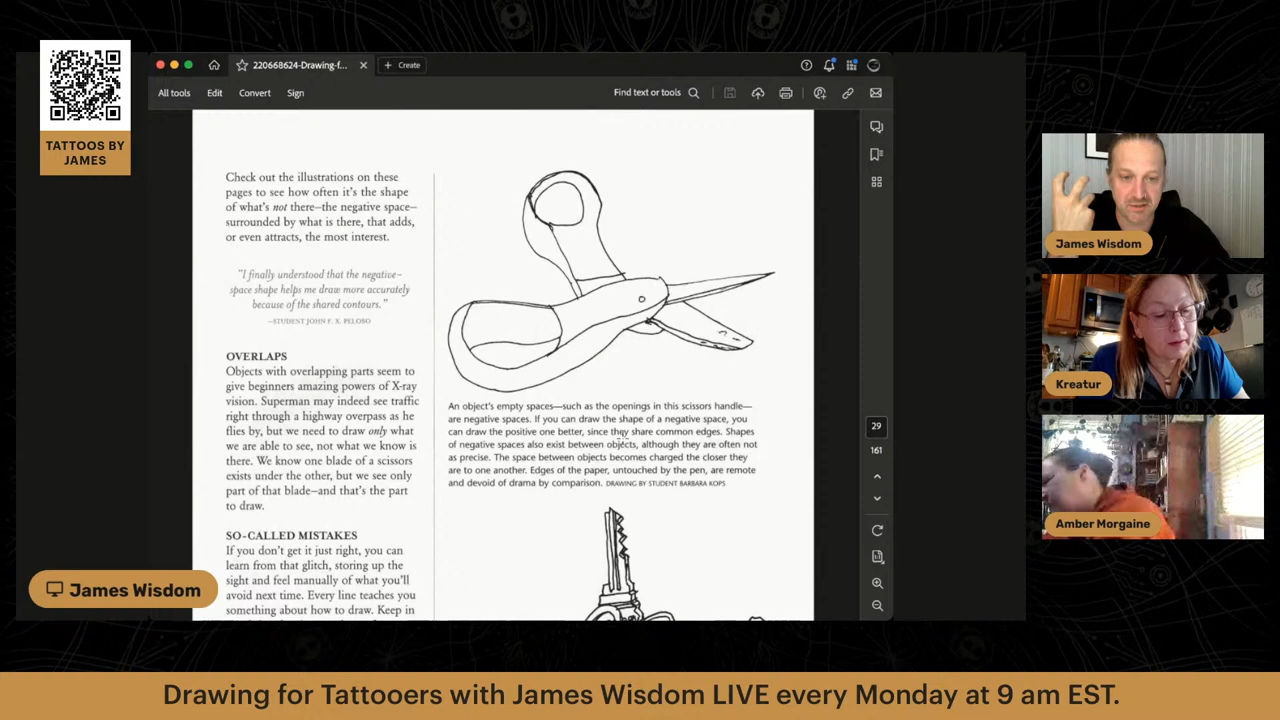 TATTOOS BY
JAMES
220668624-Drawing-f...
Create
All tools
Edit
Convert
Sign
Find text or tools
Check out the illustrations on these
pages to see how often it's the shape
of what's not there—the negative space—
surrounded by what is there, that adds,
or even attracts, the most interest.
"I finally understood that the negative-
space shape helps me draw more accurately
because of the shared contours."
—STUDENT JOHN F. X. PELOSO
OVERLAPS
Objects with overlapping parts seem to
give beginners amazing powers of X-ray
vision. Superman may indeed see traffic
right through a highway overpass as he
flies by, but we need to draw only what
we are able to see, not what we know is
there. We know one blade of a scissors
exists under the other, but we see only
part of that blade—and that's the part
to draw.
SO-CALLED MISTAKES
If you don't get it just right, you can
learn from that glitch, storing up the
sight and feel manually of what you'll
avoid next time. Every line teaches you
something about how to draw. Keep in
An object's empty spaces—such as the openings in this scissors handle—
are negative spaces. If you can draw the shape of a negative space, you
can draw the positive one better, since they share common edges. Shapes
of negative spaces also exist between objects, although they are often not
as precise. The space between objects becomes charged the closer they
are to one another. Edges of the paper, untouched by the pen, are remote
and devoid of drama by comparison. DRAWING BY STUDENT BARBARA KOPS
29
161
James Wisdom
Kreatur
Amber Morgaine
James Wisdom
Drawing for Tattooers with James Wisdom LIVE every Monday at 9 am EST.